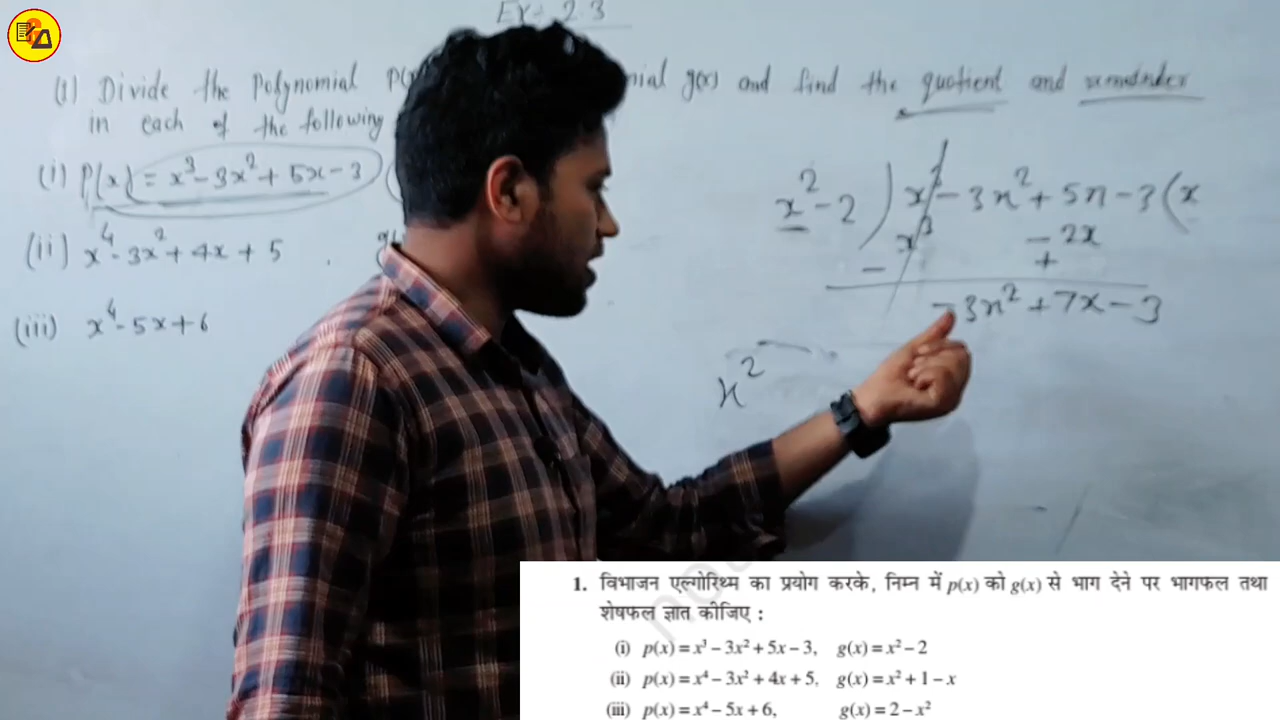 Ex- 2.3
(1) Divide the Polynomial P(x) g(x) and find the quotient and remainder
in each of the following
(i) P(x) = x³-3x²+5x-3
(ii) x⁴-3x²+4x+5
(iii) x⁴-5x+6
x²-2 ) x³-3x²+5x-3 ( x
x³ -2x
- +
-3x²+7x-3
x²
1. विभाजन एल्गोरिथ्म का प्रयोग करके, निम्न में p(x) को g(x) से भाग देने पर भागफल तथा
शेषफल ज्ञात कीजिए :
(i) p(x) = x³ – 3x² + 5x – 3, g(x) = x² – 2
(ii) p(x) = x⁴ – 3x² + 4x + 5, g(x) = x² + 1 – x
(iii) p(x) = x⁴ – 5x + 6, g(x) = 2 – x²